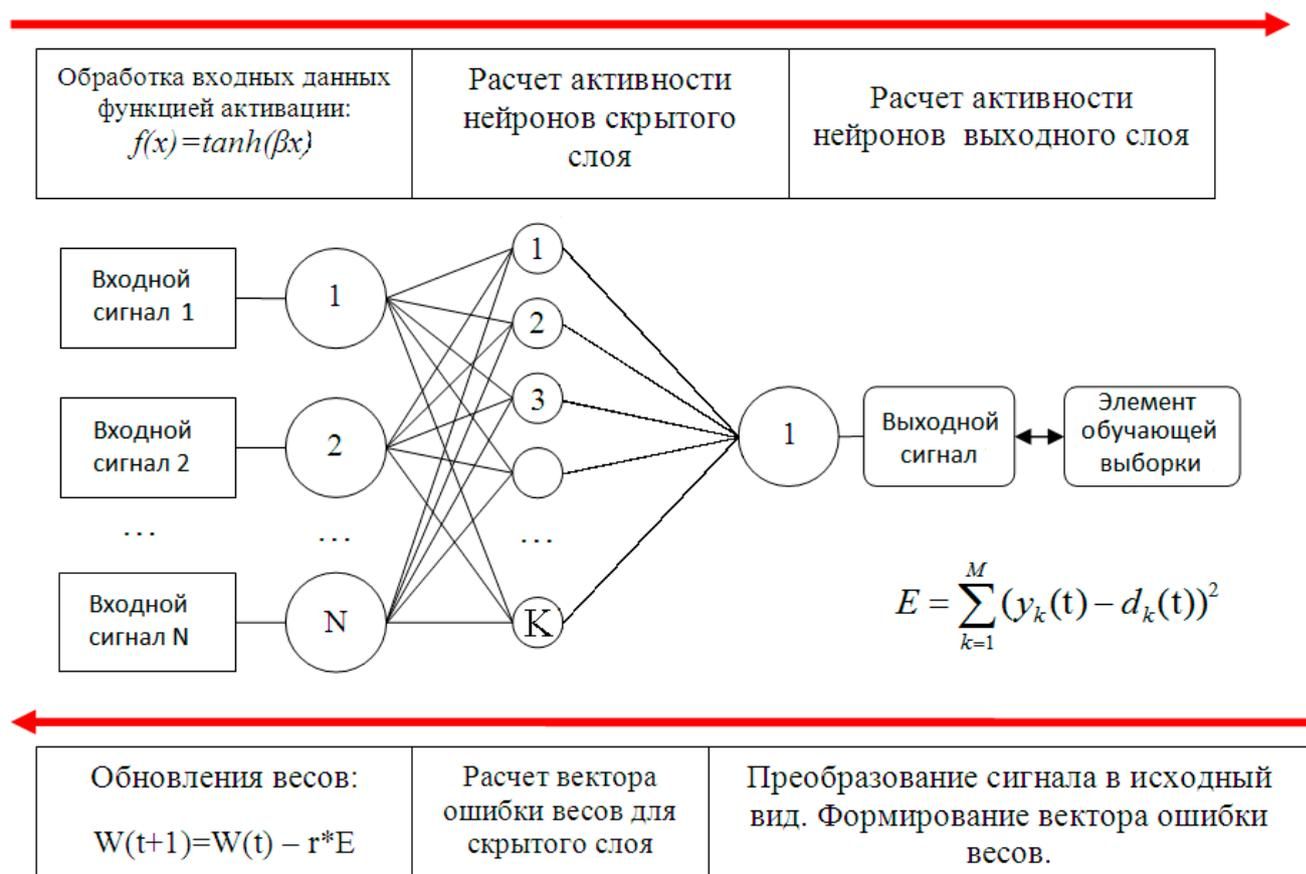 Обработка входных данных
функцией активации:
f(x)=tanh(βx)
Расчет активности
нейронов скрытого
слоя
Расчет активности
нейронов выходного слоя
Входной
сигнал 1
Входной
сигнал 2
...
Входной
сигнал N
1
2
...
N
1
2
3
...
K
1
Выходной
сигнал
Элемент
обучающей
выборки
E = \sum_{k=1}^{M} (y_k(t) − d_k(t))^2
Обновления весов:
W(t+1)=W(t) – r*E
Расчет вектора
ошибки весов для
скрытого слоя
Преобразование сигнала в исходный
вид. Формирование вектора ошибки
весов.